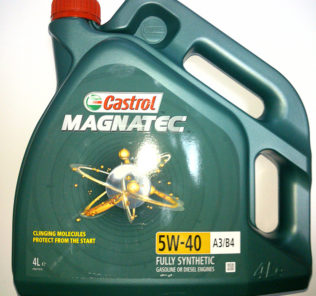 Castrol
MAGNATEC
CLINGING MOLECULES
PROTECT FROM THE START
5W-40 A3/B4
FULLY SYNTHETIC
GASOLINE OR DIESEL ENGINES
4L e